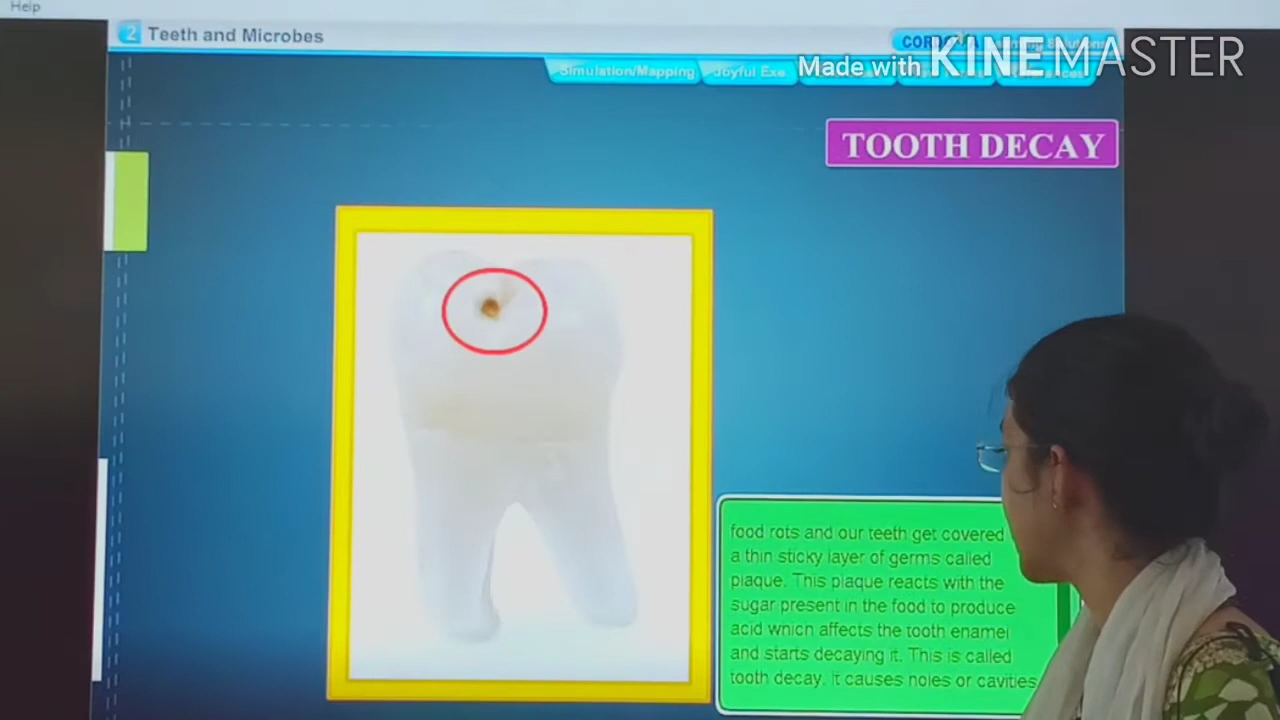 Help
2 Teeth and Microbes
Made with KINEMASTER
Simulation/Mapping Joyful Exe
TOOTH DECAY
food rots and our teeth get covered
a thin sticky layer of germs called
plaque. This plaque reacts with the
sugar present in the food to produce
acid which affects the tooth enamel
and starts decaying it. This is called
tooth decay. It causes holes or cavities